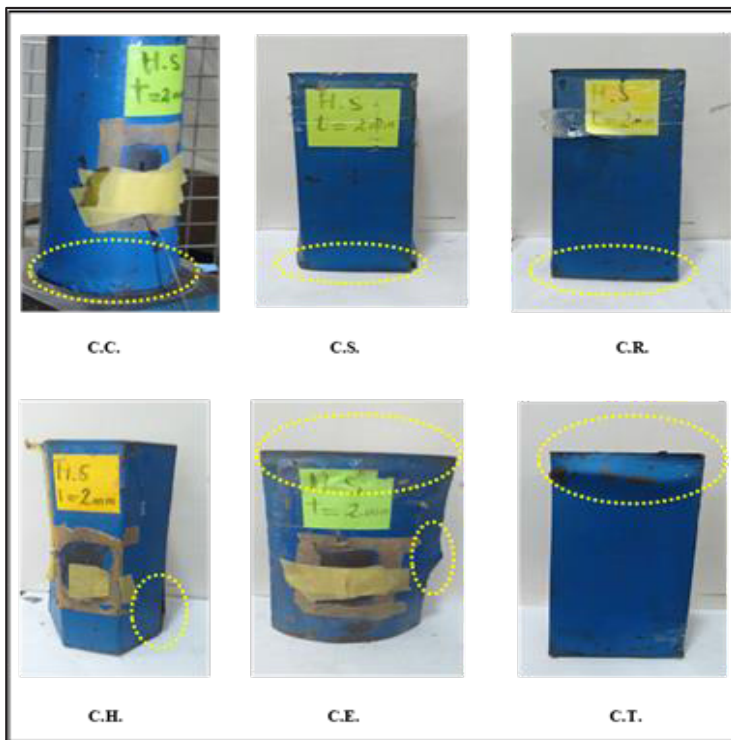 H.S
t=2mm
H.S.
t=2mm
H.S
t=2mm
C.C.
C.S.
C.R.
H.S
t=2mm
H.S.
t=2mm
C.H.
C.E.
C.T.